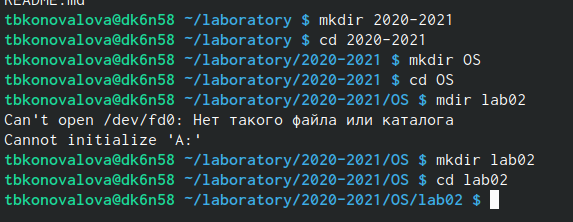 README.md
tbkonovalova@dk6n58 ~/laboratory $ mkdir 2020-2021
tbkonovalova@dk6n58 ~/laboratory $ cd 2020-2021
tbkonovalova@dk6n58 ~/laboratory/2020-2021 $ mkdir OS
tbkonovalova@dk6n58 ~/laboratory/2020-2021 $ cd OS
tbkonovalova@dk6n58 ~/laboratory/2020-2021/OS $ mdir lab02
Can't open /dev/fd0: Нет такого файла или каталога
Cannot initialize 'A:'
tbkonovalova@dk6n58 ~/laboratory/2020-2021/OS $ mkdir lab02
tbkonovalova@dk6n58 ~/laboratory/2020-2021/OS $ cd lab02
tbkonovalova@dk6n58 ~/laboratory/2020-2021/OS/lab02 $